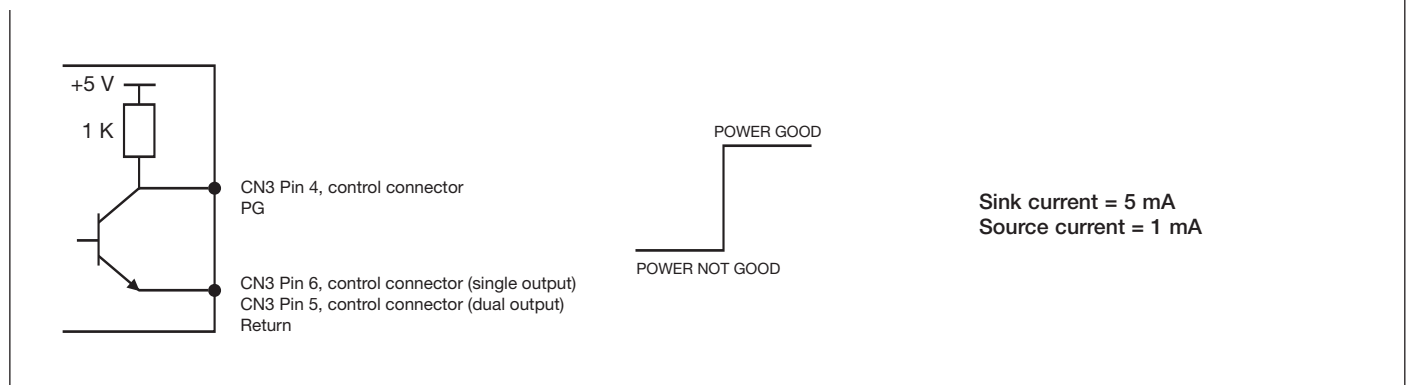 +5 V
1 K
CN3 Pin 4, control connector
PG
CN3 Pin 6, control connector (single output)
CN3 Pin 5, control connector (dual output)
Return
POWER GOOD
POWER NOT GOOD
Sink current = 5 mA
Source current = 1 mA